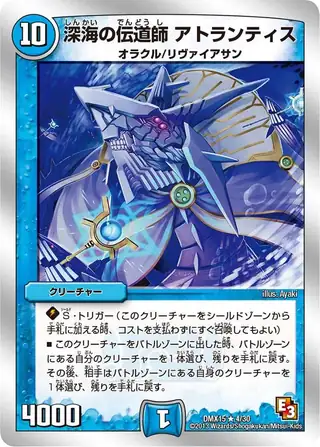 10
しんかい でんどうし
深海の伝道師 アトランティス
オラクル/リヴァイアサン
illus. Ayaki
クリーチャー
S・トリガー(このクリーチャーをシールドゾーンから
手札に加える時、コストを支払わずにすぐ召喚してもよい)
■このクリーチャーをバトルゾーンに出した時、バトルゾー
ンにある自分のクリーチャーを1体選び、残りを手札に戻す。
その後、相手はバトルゾーンにある自身のクリーチャーを
1体選び、残りを手札に戻す。
4000
1
DMX15 ★ 4/30
©2013 Wizards/Shogakukan/Mitsui-Kids
E3